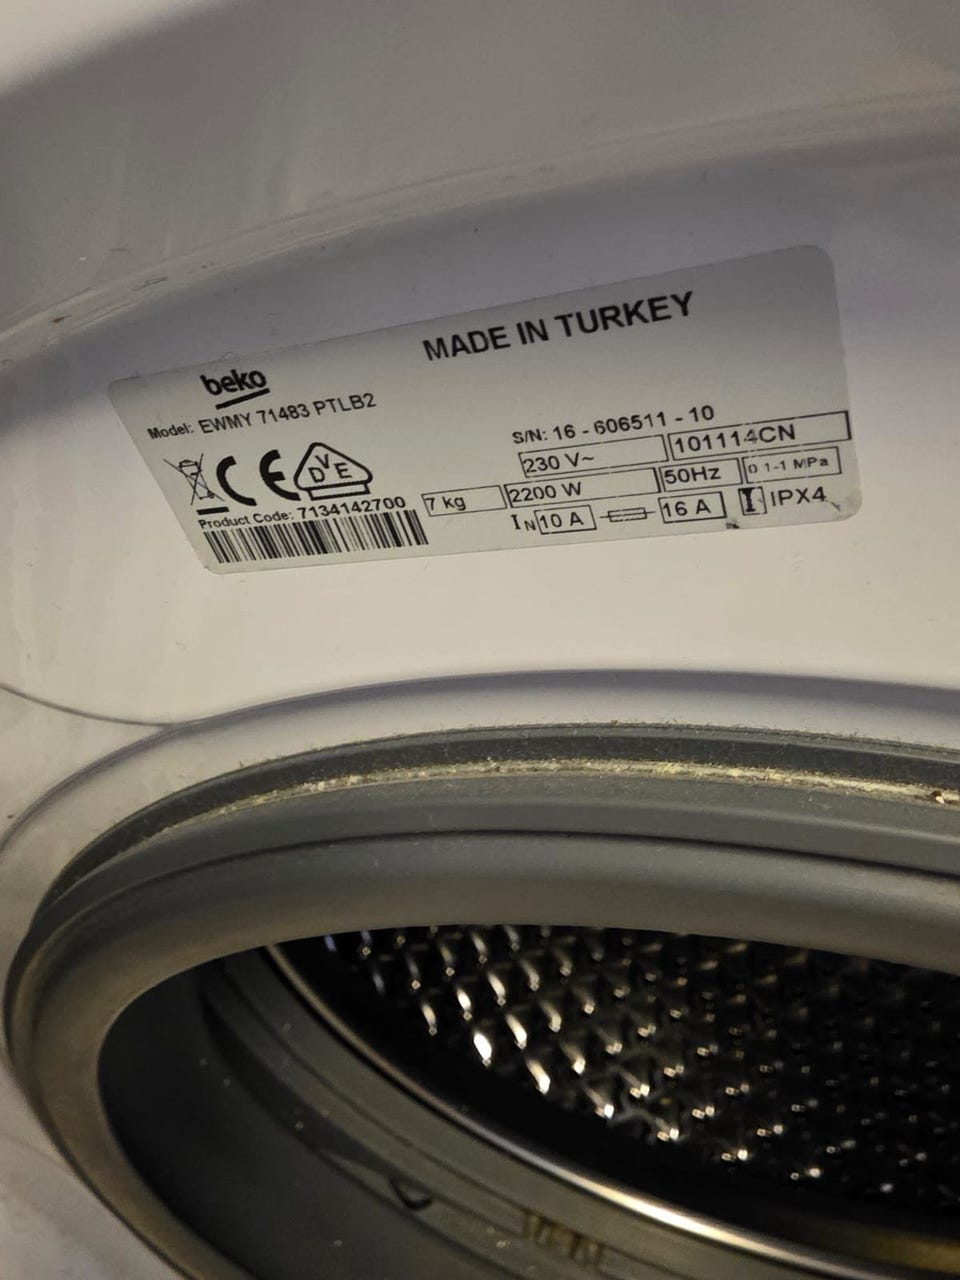 MADE IN TURKEY
beko
Model: EWMY 71483 PTLB2
S/N: 16 - 606511 - 10
230 V~ 101114CN
DVE
7 kg 2200 W 50Hz 0 1-1 MPa
Product Code: 7134142700
IN 10 A 16 A I IPX4